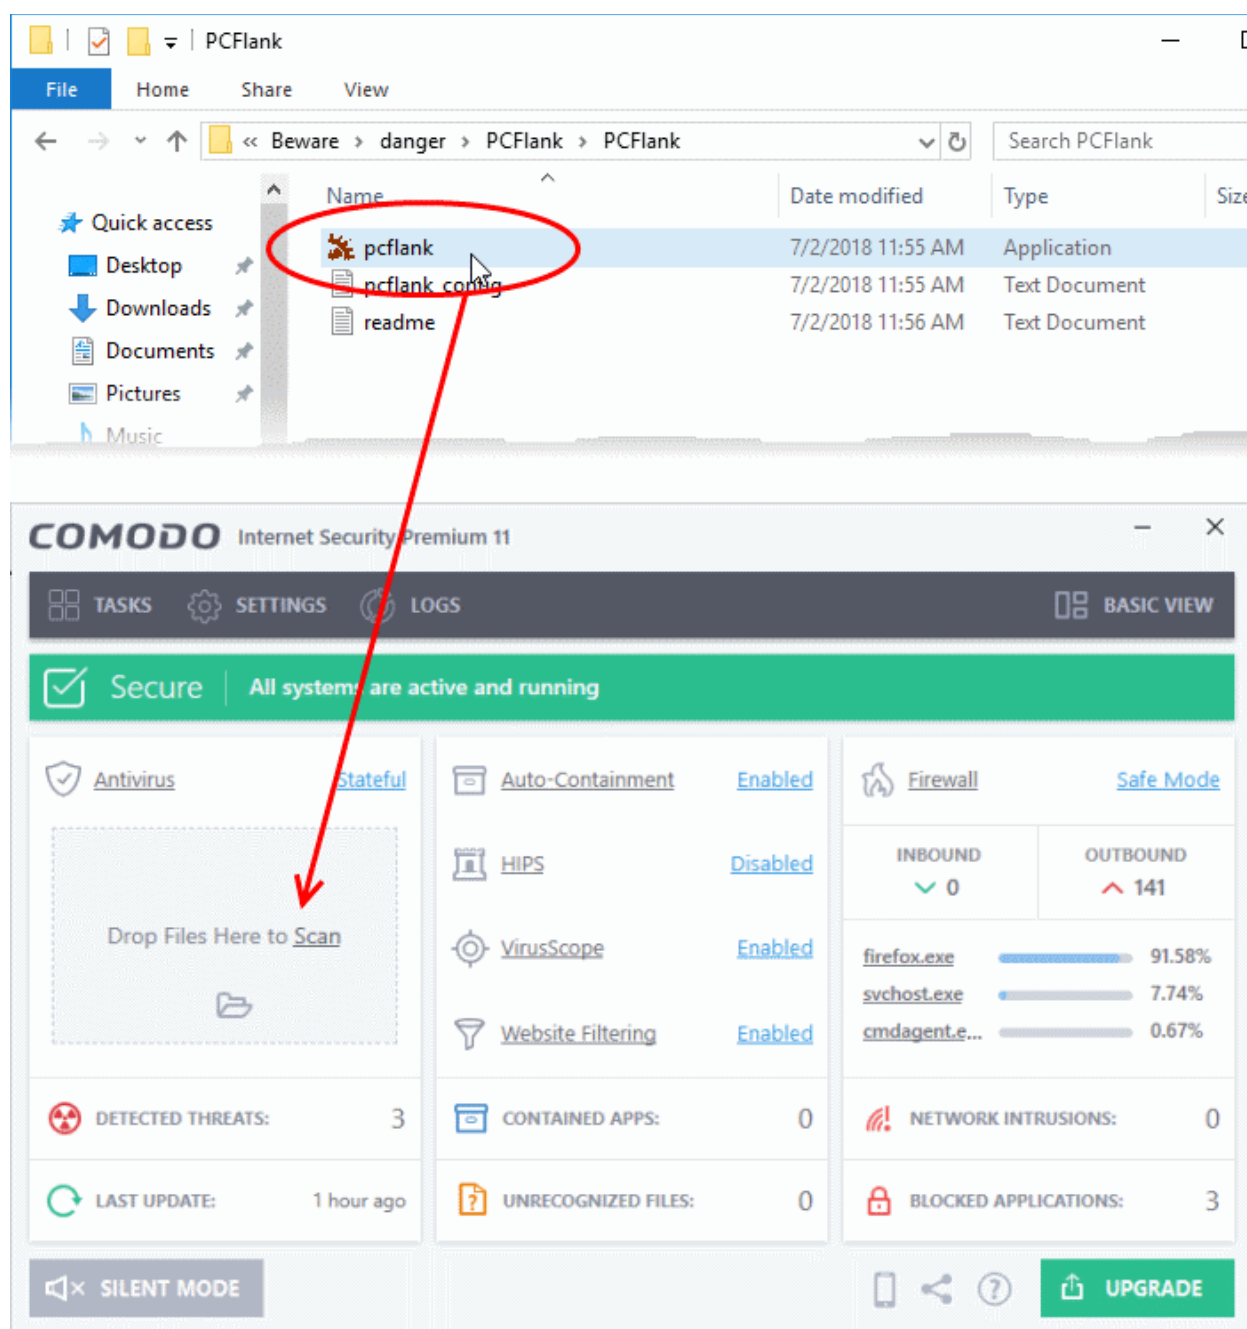 PCFlank
File Home Share View
« Beware > danger > PCFlank > PCFlank Search PCFlank
Name Date modified Type Size
Quick access
pcflank 7/2/2018 11:55 AM Application
Desktop
pcflank_config 7/2/2018 11:55 AM Text Document
Downloads
readme 7/2/2018 11:56 AM Text Document
Documents
Pictures
Music
COMODO Internet Security Premium 11
TASKS SETTINGS LOGS BASIC VIEW
Secure All systems are active and running
Antivirus Stateful
Drop Files Here to Scan
DETECTED THREATS: 3
LAST UPDATE: 1 hour ago
Auto-Containment Enabled
HIPS Disabled
VirusScope Enabled
Website Filtering Enabled
CONTAINED APPS: 0
UNRECOGNIZED FILES: 0
Firewall Safe Mode
INBOUND OUTBOUND
0 141
firefox.exe 91.58%
svchost.exe 7.74%
cmdagent.e... 0.67%
NETWORK INTRUSIONS: 0
BLOCKED APPLICATIONS: 3
SILENT MODE UPGRADE